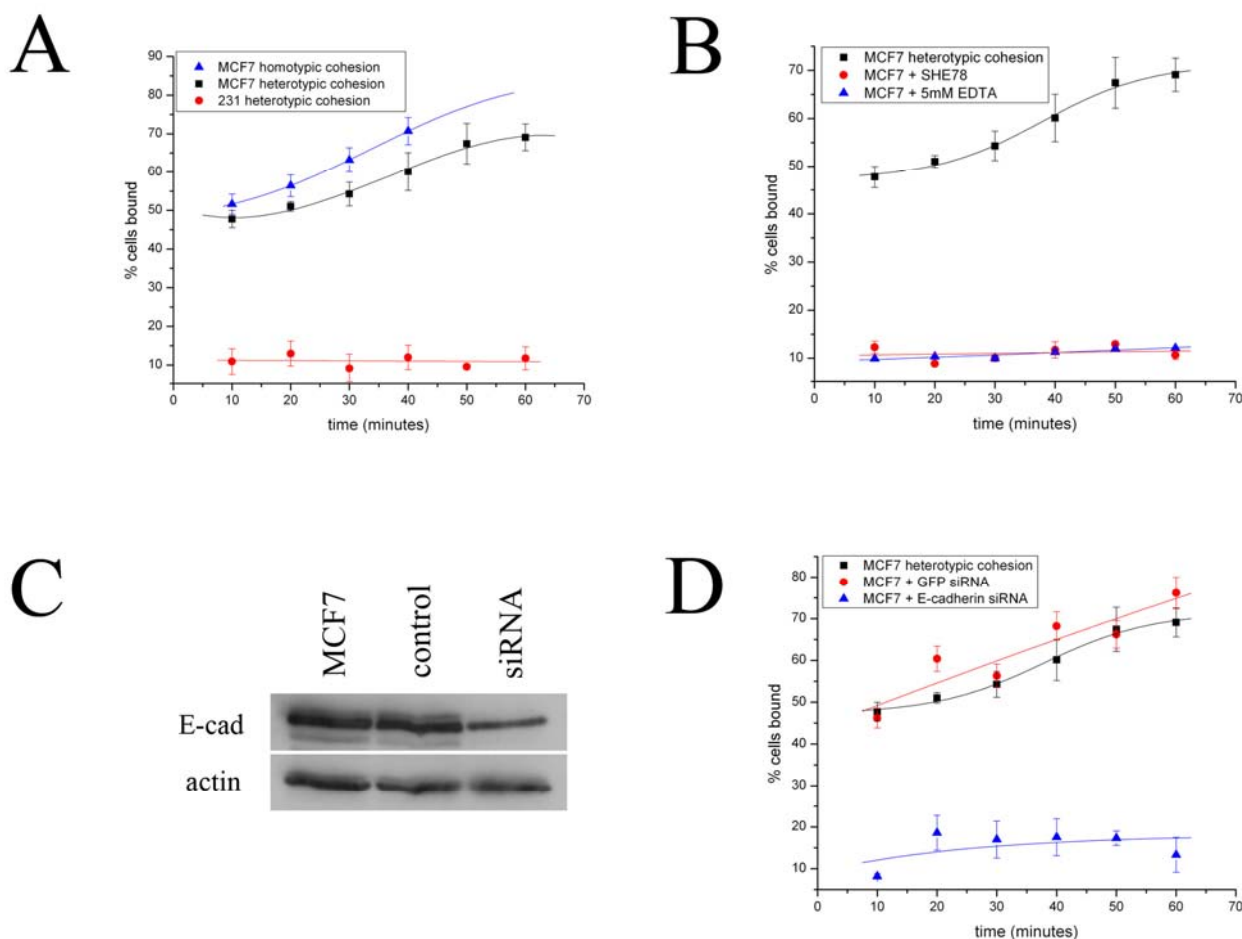 A
MCF7 homotypic cohesion
MCF7 heterotypic cohesion
231 heterotypic cohesion
90
80
70
60
50
40
30
20
10
% cells bound
0 10 20 30 40 50 60 70
time (minutes)
B
MCF7 heterotypic cohesion
MCF7 + SHE78
MCF7 + 5mM EDTA
70
60
50
40
30
20
10
% cells bound
0 10 20 30 40 50 60 70
time (minutes)
C
MCF7
control
siRNA
E-cad
actin
D
MCF7 heterotypic cohesion
MCF7 + GFP siRNA
MCF7 + E-cadherin siRNA
80
70
60
50
40
30
20
10
% cells bound
0 10 20 30 40 50 60 70
time (minutes)